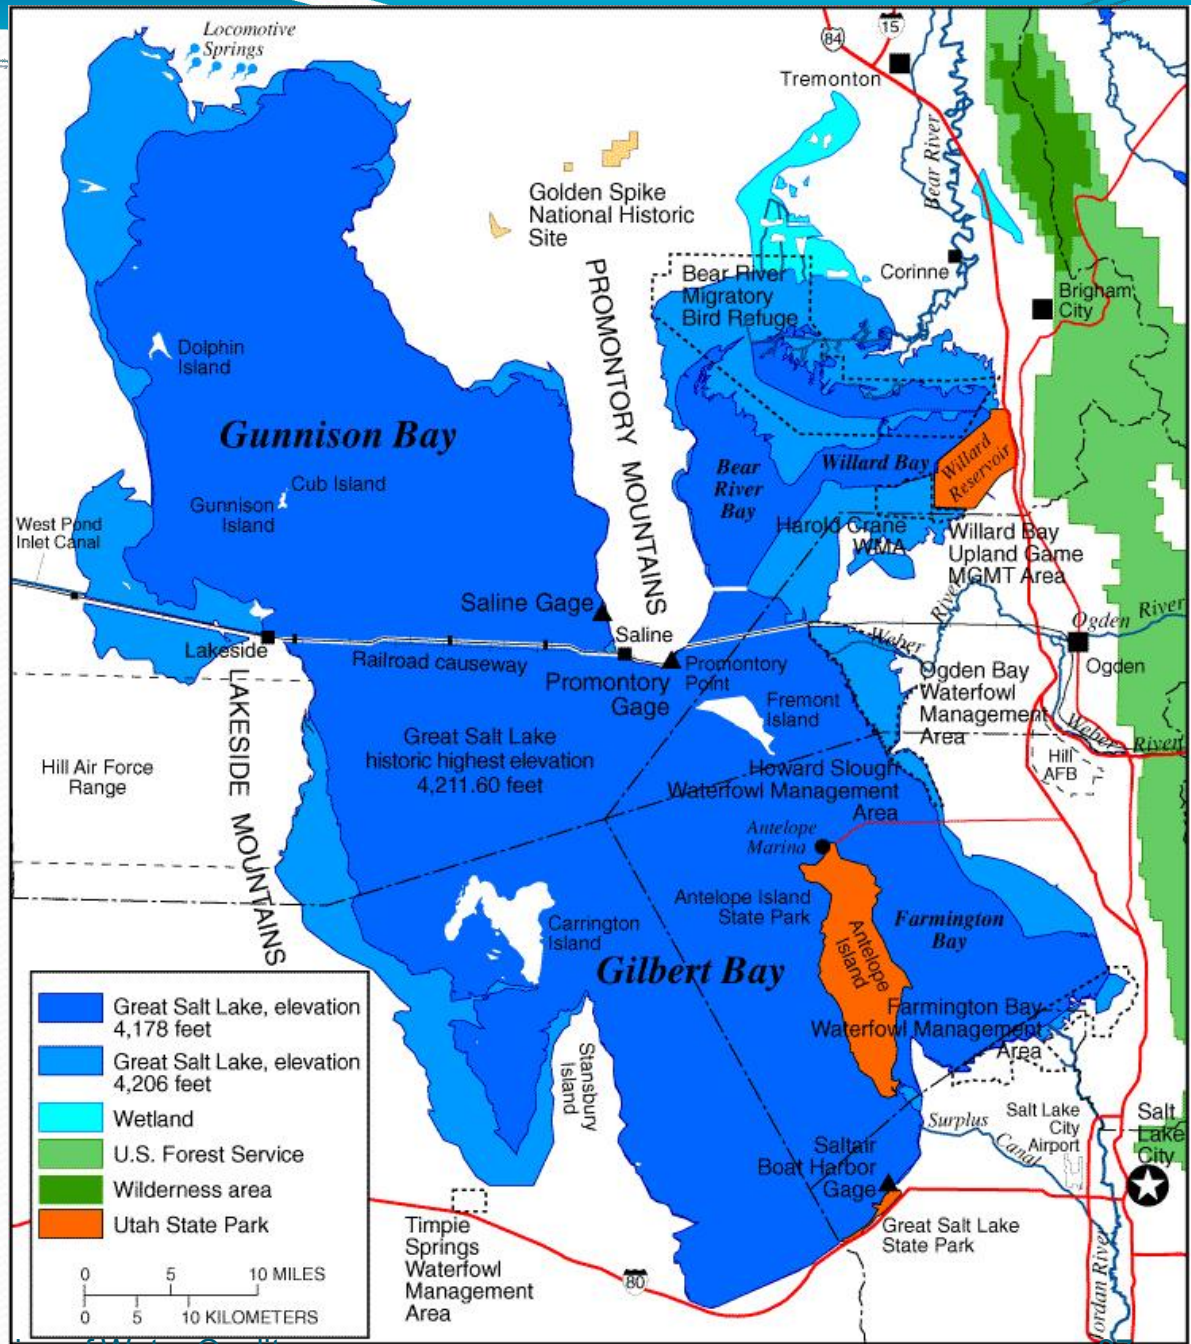 Locomotive
Springs
84
15
Tremonton
Bear River
Golden Spike
National Historic
Site
PROMONTORY MOUNTAINS
Bear River
Migratory
Bird Refuge
Corinne
Brigham
City
Dolphin
Island
Gunnison Bay
Cub Island
Gunnison
Island
Bear
River
Bay
Willard Bay
Willard
Reservoir
West Pond
Inlet Canal
Harold Crane
WMA
Willard Bay
Upland Game
MGMT Area
Saline Gage
Saline
Lakeside
Railroad causeway
Promontory
Gage
Promontory
Point
Weber
River
Ogden
River
Ogden
Ogden Bay
Waterfowl
Management
Area
Weber
River
Hill
AFB
Fremont
Island
LAKESIDE MOUNTAINS
Hill Air Force
Range
Great Salt Lake
historic highest elevation
4,211.60 feet
Howard Slough
Waterfowl Management
Area
Antelope
Marina
Antelope Island
State Park
Antelope
Island
Farmington
Bay
Carrington
Island
Gilbert Bay
Farmington Bay
Waterfowl Management
Area
Stansbury
Island
Surplus
Canal
Salt Lake
City
Airport
Salt
Lake
City
Saltair
Boat Harbor
Gage
Great Salt Lake
State Park
Jordan River
Timpie
Springs
Waterfowl
Management
Area
80
Great Salt Lake, elevation
4,178 feet
Great Salt Lake, elevation
4,206 feet
Wetland
U.S. Forest Service
Wilderness area
Utah State Park
0 5 10 MILES
0 5 10 KILOMETERS
of Water Quality